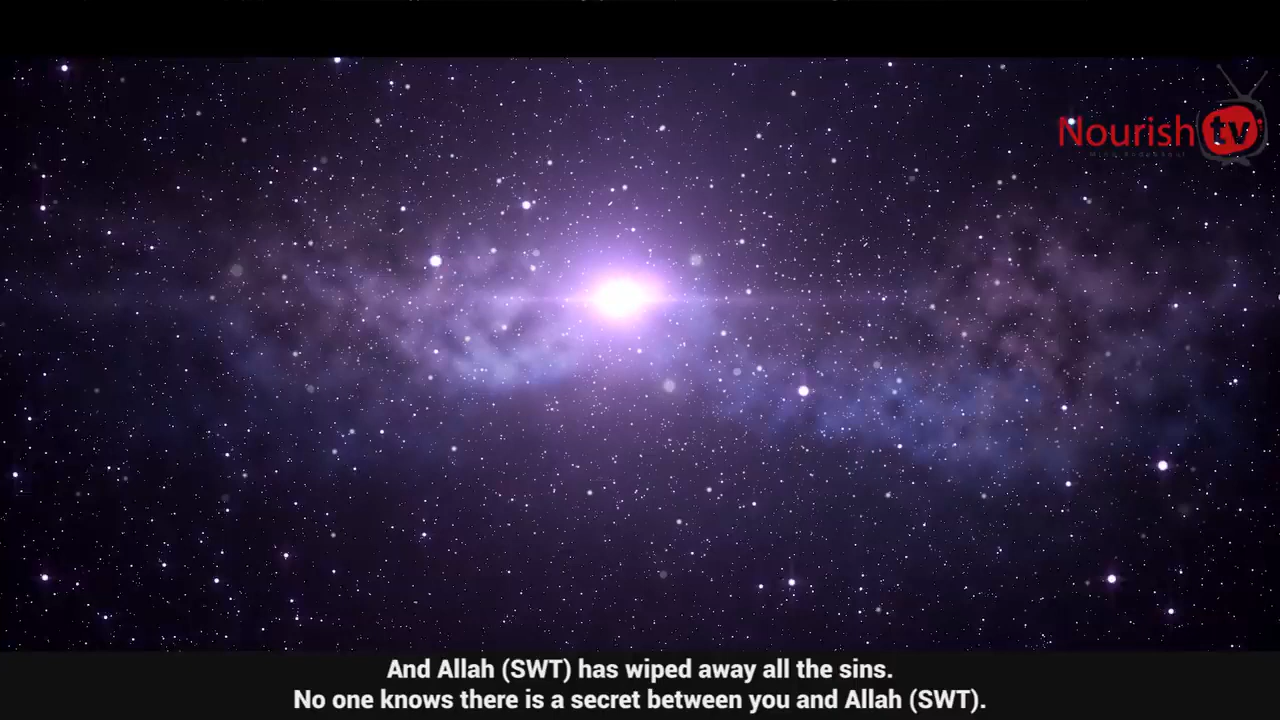 Nourish tv
And Allah (SWT) has wiped away all the sins.
No one knows there is a secret between you and Allah (SWT).